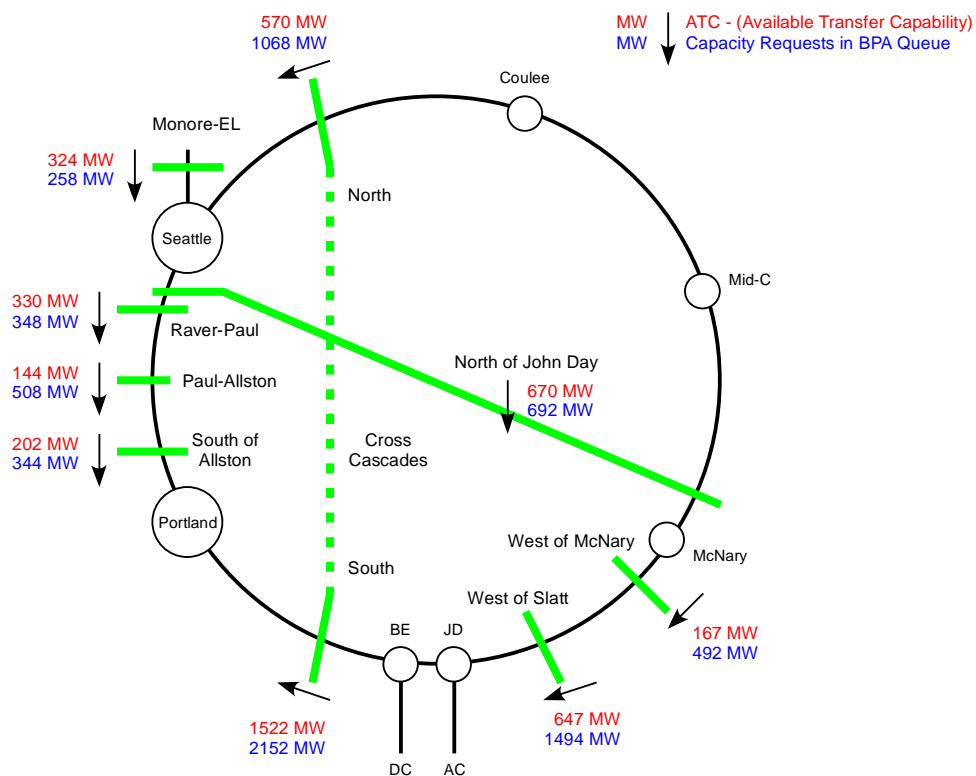 570 MW
1068 MW
MW ATC - (Available Transfer Capability)
MW Capacity Requests in BPA Queue
Coulee
Monore-EL
324 MW
258 MW
North
Seattle
Mid-C
330 MW
348 MW
Raver-Paul
North of John Day
670 MW
692 MW
144 MW
508 MW
Paul-Allston
202 MW
344 MW
South of
Allston
Cross
Cascades
Portland
West of McNary
McNary
South
West of Slatt
BE
JD
167 MW
492 MW
1522 MW
2152 MW
647 MW
1494 MW
DC
AC